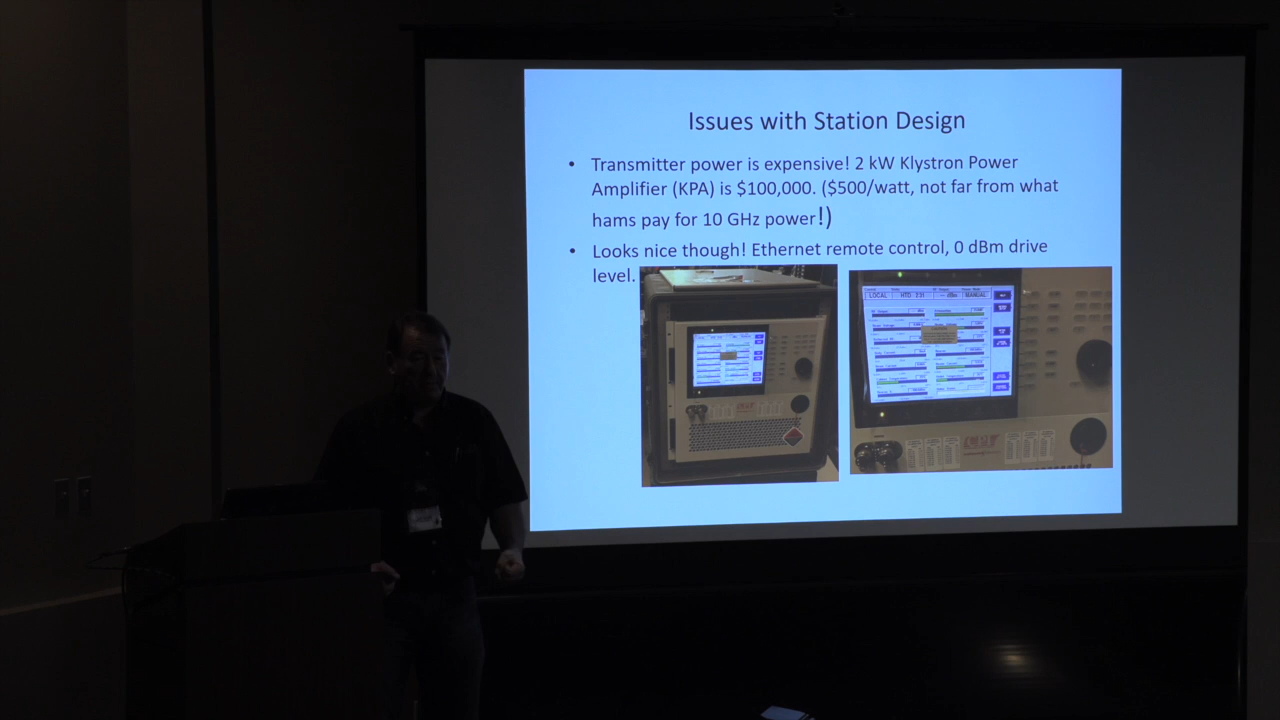 Issues with Station Design
• Transmitter power is expensive! 2 kW Klystron Power
Amplifier (KPA) is $100,000. ($500/watt, not far from what
hams pay for 10 GHz power!)
• Looks nice though! Ethernet remote control, 0 dBm drive
level.
LOCAL
MANUAL
CPI